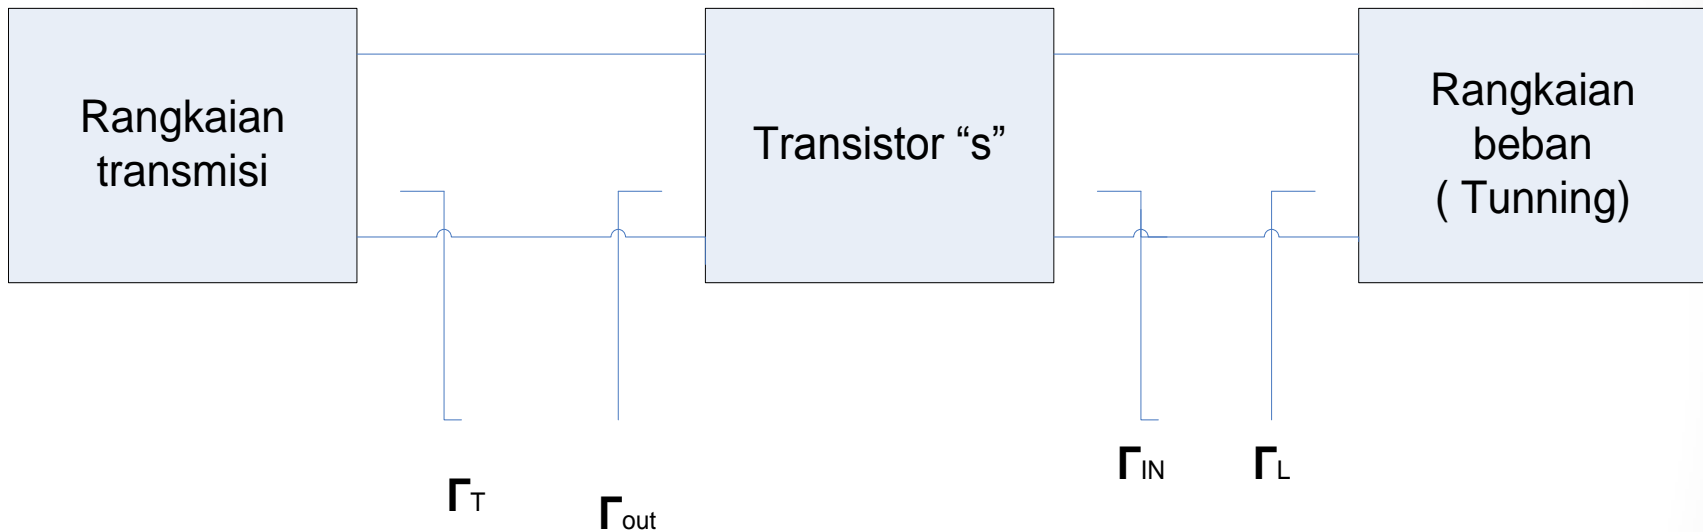 Rangkaian
transmisi
Transistor “s”
Rangkaian
beban
( Tunning)
ΓT
Γout
ΓIN
ΓL